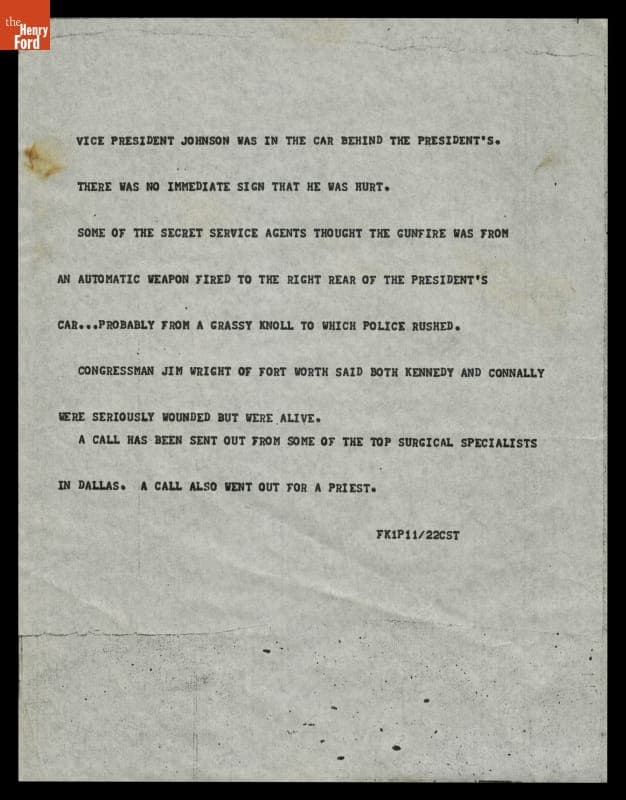 the
Henry
Ford
VICE PRESIDENT JOHNSON WAS IN THE CAR BEHIND THE PRESIDENT'S.
THERE WAS NO IMMEDIATE SIGN THAT HE WAS HURT.
SOME OF THE SECRET SERVICE AGENTS THOUGHT THE GUNFIRE WAS FROM
AN AUTOMATIC WEAPON FIRED TO THE RIGHT REAR OF THE PRESIDENT'S
CAR...PROBABLY FROM A GRASSY KNOLL TO WHICH POLICE RUSHED.
CONGRESSMAN JIM WRIGHT OF FORT WORTH SAID BOTH KENNEDY AND CONNALLY
WERE SERIOUSLY WOUNDED BUT WERE ALIVE.
A CALL HAS BEEN SENT OUT FROM SOME OF THE TOP SURGICAL SPECIALISTS
IN DALLAS. A CALL ALSO WENT OUT FOR A PRIEST.
FK1P11/22CST